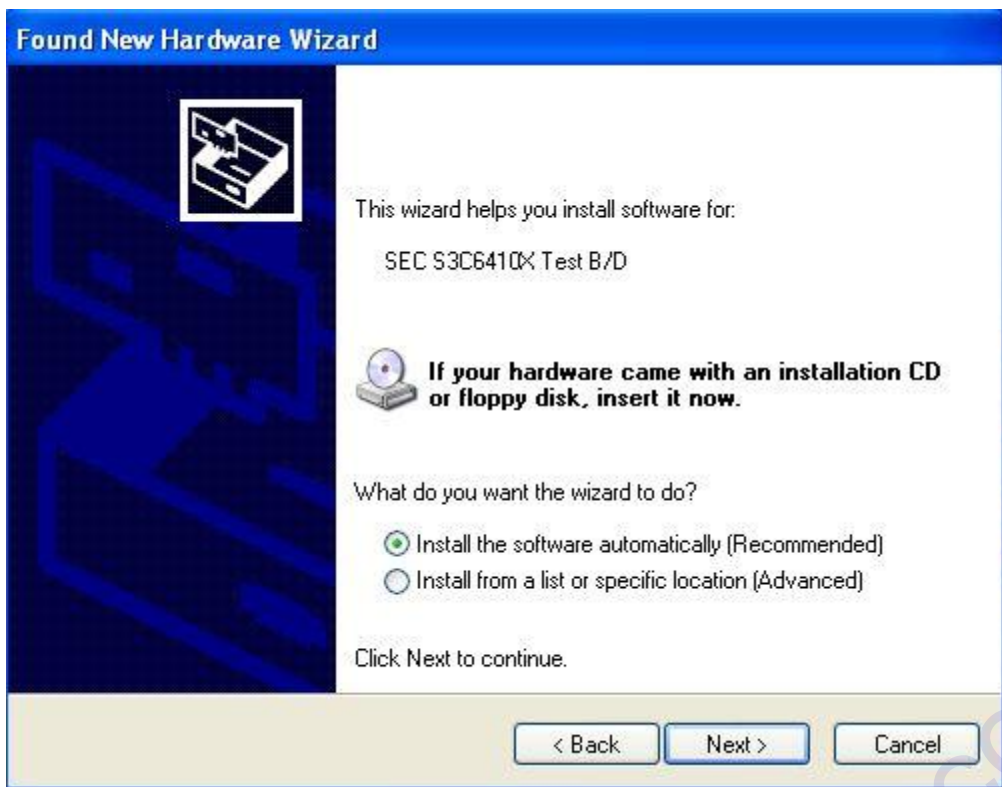 Found New Hardware Wizard
This wizard helps you install software for:
SEC S3C6410X Test B/D
If your hardware came with an installation CD
or floppy disk, insert it now.
What do you want the wizard to do?
Install the software automatically (Recommended)
Install from a list or specific location (Advanced)
Click Next to continue.
< Back Next > Cancel